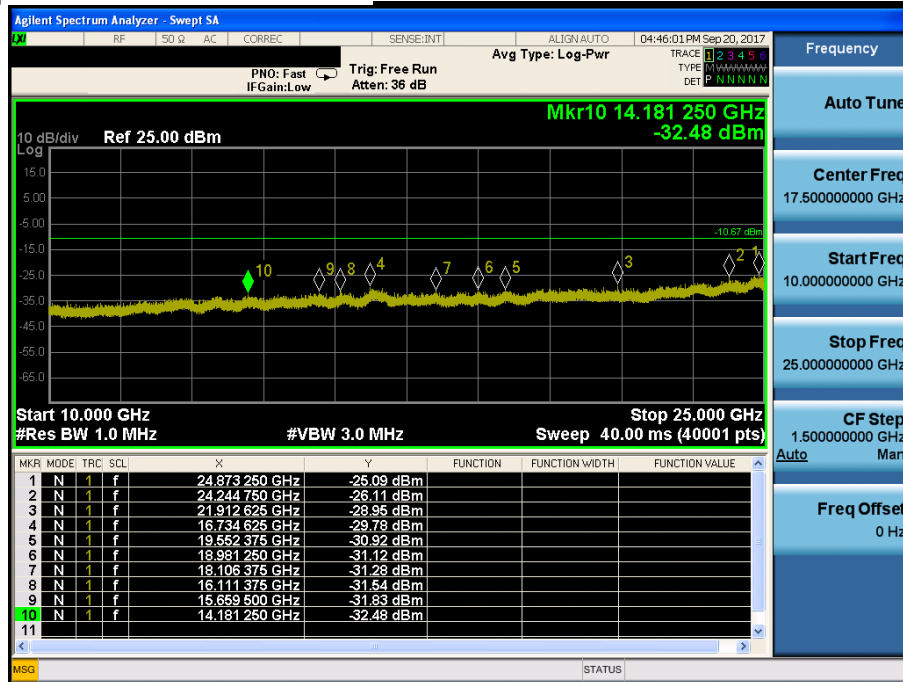 Agilent Spectrum Analyzer - Swept SA
LXI RF 50 Ω AC CORREC SENSE:INT ALIGN AUTO 04:46:01 PM Sep 20, 2017
Avg Type: Log-Pwr TRACE 1 2 3 4 5 6
PNO: Fast Trig: Free Run TYPE M W W W W W
IFGain:Low Atten: 36 dB DET P N N N N N
Mkr10 14.181 250 GHz
-32.48 dBm
10 dB/div Ref 25.00 dBm
Log
15.0
5.00
-5.00
-10.67 dBm
-15.0
-25.0
-35.0
-45.0
-55.0
-65.0
10 9 8 4 7 6 5 3 2 1
Start 10.000 GHz Stop 25.000 GHz
#Res BW 1.0 MHz #VBW 3.0 MHz Sweep 40.00 ms (40001 pts)
MKR MODE TRC SCL X Y FUNCTION FUNCTION WIDTH FUNCTION VALUE
1 N 1 f 24.873 250 GHz -25.09 dBm
2 N 1 f 24.244 750 GHz -26.11 dBm
3 N 1 f 21.912 625 GHz -28.95 dBm
4 N 1 f 16.734 625 GHz -29.78 dBm
5 N 1 f 19.552 375 GHz -30.92 dBm
6 N 1 f 18.981 250 GHz -31.12 dBm
7 N 1 f 18.106 375 GHz -31.28 dBm
8 N 1 f 16.111 375 GHz -31.54 dBm
9 N 1 f 15.659 500 GHz -31.83 dBm
10 N 1 f 14.181 250 GHz -32.48 dBm
11
MSG STATUS
Frequency
Auto Tune
Center Freq
17.500000000 GHz
Start Freq
10.000000000 GHz
Stop Freq
25.000000000 GHz
CF Step
1.500000000 GHz
Auto Man
Freq Offset
0 Hz